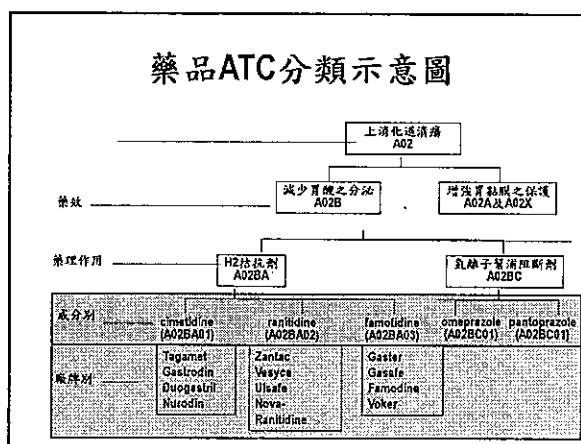 藥品ATC分類示意圖
上消化道潰瘍
A02
藥效
減少胃酸之分泌
A02B
增強胃黏膜之保護
A02A及A02X
藥理作用
H2拮抗劑
A02BA
氫離子幫浦阻斷劑
A02BC
成分別
cimetidine
(A02BA01)
ranitidine
(A02BA02)
famotidine
(A02BA03)
omeprazole
(A02BC01)
pantoprazole
(A02BC01)
廠牌別
Tagamet
Gastrodin
Duogastril
Nurodin
Zantac
Vesyca
Ulsafe
Nova-
Ranitidine
Gaster
Gasafe
Famodine
Voker